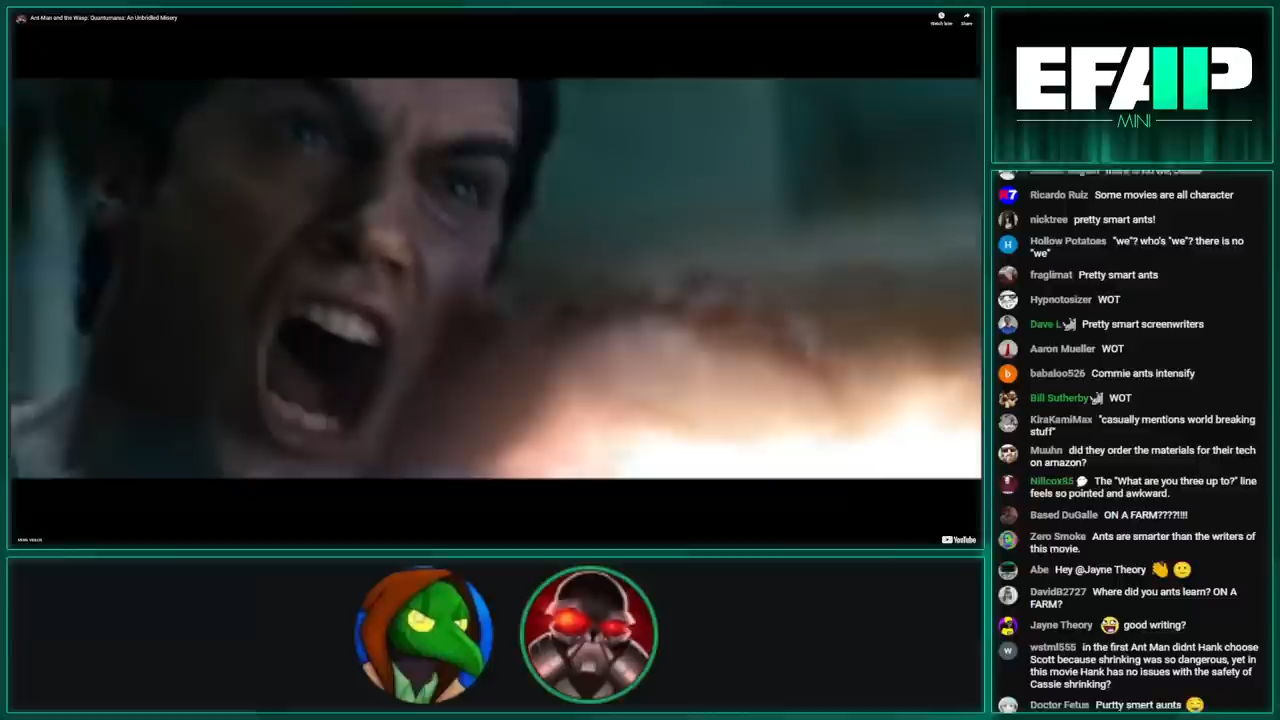 Ant-Man and the Wasp: Quantumania: An Unbridled Misery
Watch later
Share
MORE VIDEOS
YouTube
EFAP
MINI
Ricardo Ruiz Some movies are all character
nicktree pretty smart ants!
Hollow Potatoes "we"? who's "we"? there is no
"we"
fraglimat Pretty smart ants
Hypnotosizer WOT
Dave L Pretty smart screenwriters
Aaron Mueller WOT
babaloo526 Commie ants intensify
Bill Sutherby WOT
KiraKamiMax "casually mentions world breaking
stuff"
Muuhn did they order the materials for their tech
on amazon?
Nillcox85 The "What are you three up to?" line
feels so pointed and awkward.
Based DuGalle ON A FARM????!!!!
Zero Smoke Ants are smarter than the writers of
this movie.
Abe Hey @Jayne Theory 👏 🙂
DavidB2727 Where did you ants learn? ON A
FARM?
Jayne Theory 😝 good writing?
wstml555 in the first Ant Man didnt Hank choose
Scott because shrinking was so dangerous, yet in
this movie Hank has no issues with the safety of
Cassie shrinking?
Doctor Fetus Purtty smert aunts 😊